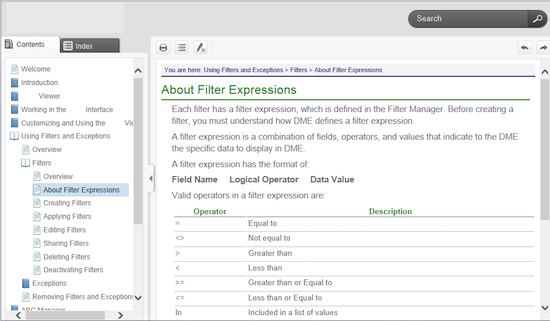 Search
Contents
Index
Welcome
Introduction
Viewer
Working in the Interface
Customizing and Using the
Using Filters and Exceptions
Overview
Filters
Overview
About Filter Expressions
Creating Filters
Applying Filters
Editing Filters
Sharing Filters
Deleting Filters
Deactivating Filters
Exceptions
Removing Filters and Exceptions
ABC Manager
You are here: Using Filters and Exceptions > Filters > About Filter Expressions
About Filter Expressions
Each filter has a filter expression, which is defined in the Filter Manager. Before creating a
filter, you must understand how DME defines a filter expression.
A filter expression is a combination of fields, operators, and values that indicate to the DME
the specific data to display in DME.
A filter expression has the format of:
Field Name Logical Operator Data Value
Valid operators in a filter expression are:
Operator Description
= Equal to
<> Not equal to
> Greater than
< Less than
>= Greater than or Equal to
<= Less than or Equal to
In Included in a list of values